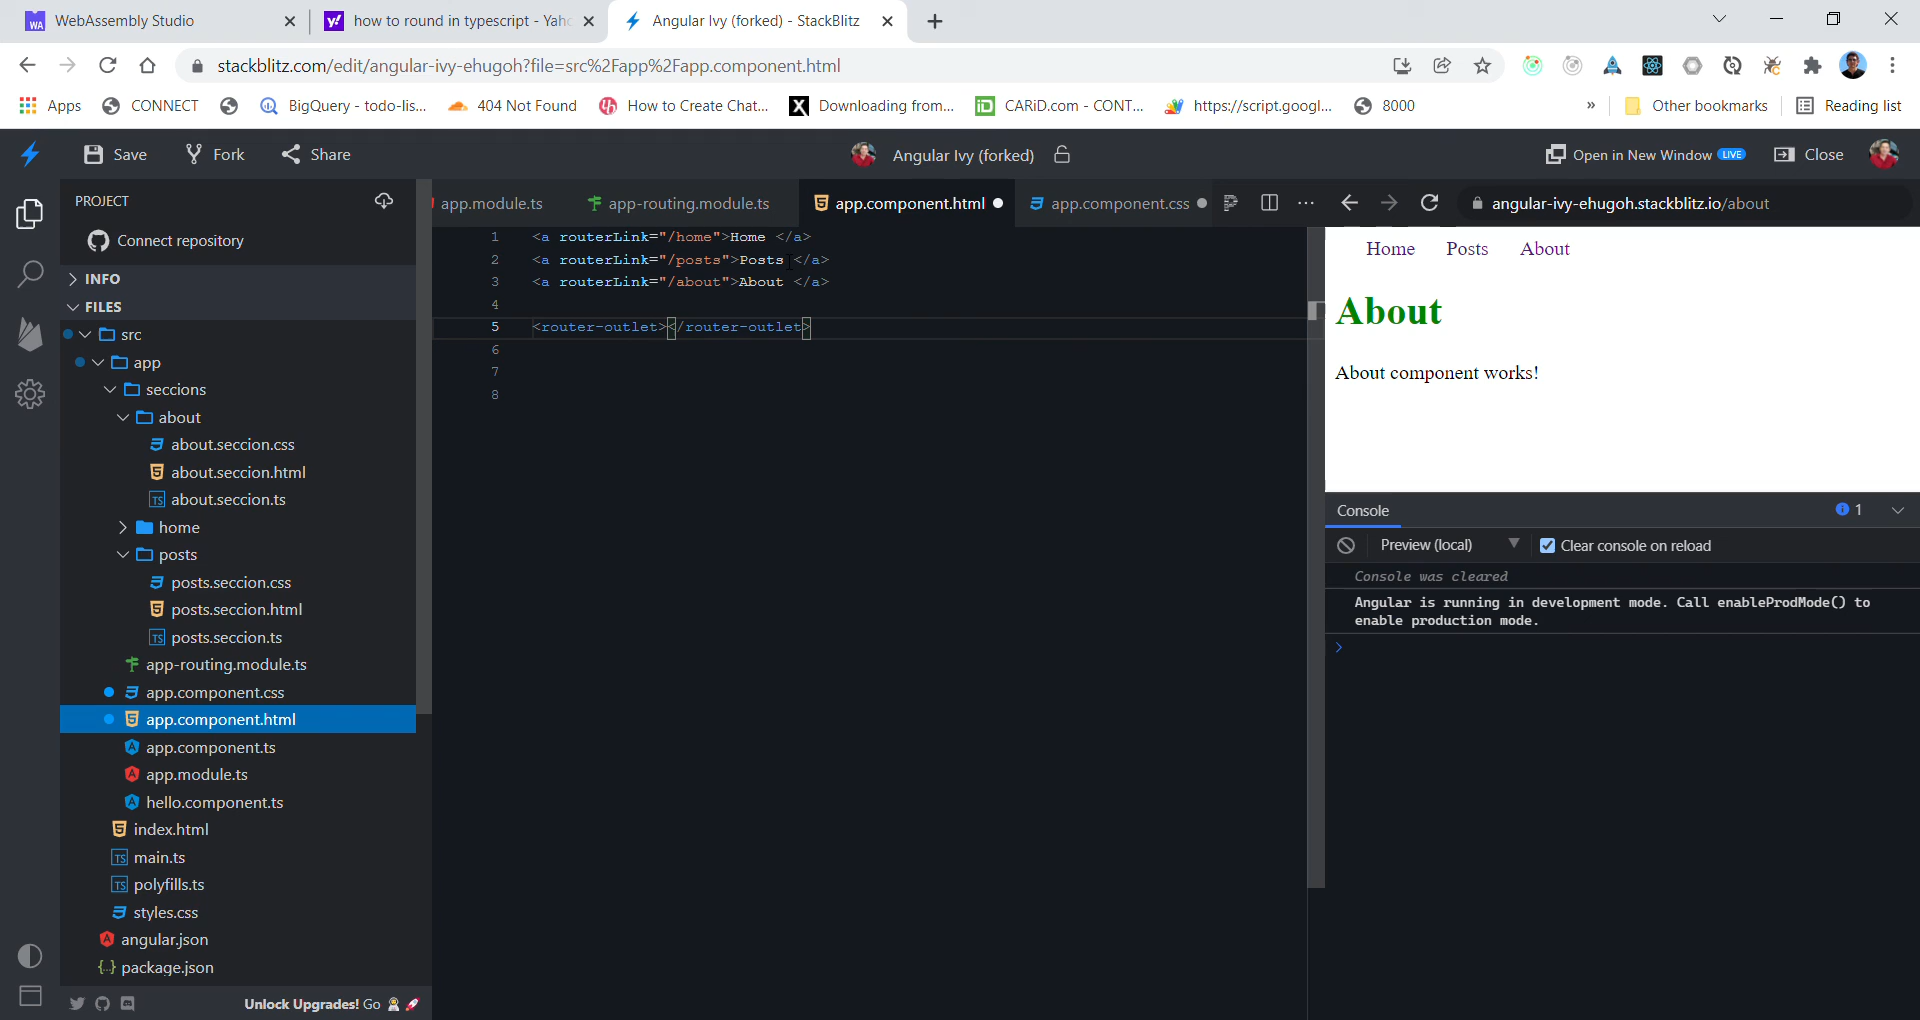 WebAssembly Studio
how to round in typescript - Yaho
Angular Ivy (forked) - StackBlitz
stackblitz.com/edit/angular-ivy-ehugoh?file=src%2Fapp%2Fapp.component.html
Apps
CONNECT
BigQuery - todo-lis...
404 Not Found
How to Create Chat...
Downloading from...
CARiD.com - CONT...
https://script.googl...
8000
»
Other bookmarks
Reading list
Save
Fork
Share
Angular Ivy (forked)
Open in New Window LIVE
Close
PROJECT
Connect repository
INFO
FILES
src
app
seccions
about
about.seccion.css
about.seccion.html
about.seccion.ts
home
posts
posts.seccion.css
posts.seccion.html
posts.seccion.ts
app-routing.module.ts
app.component.css
app.component.html
app.component.ts
app.module.ts
hello.component.ts
index.html
main.ts
polyfills.ts
styles.css
angular.json
package.json
Unlock Upgrades! Go
app.module.ts
app-routing.module.ts
app.component.html
app.component.css
1 <a routerLink="/home">Home </a>
2 <a routerLink="/posts">Posts </a>
3 <a routerLink="/about">About </a>
4
5 <router-outlet></router-outlet>
6
7
8
angular-ivy-ehugoh.stackblitz.io/about
Home Posts About
About
About component works!
Console
1
Preview (local)
Clear console on reload
Console was cleared
Angular is running in development mode. Call enableProdMode() to
enable production mode.